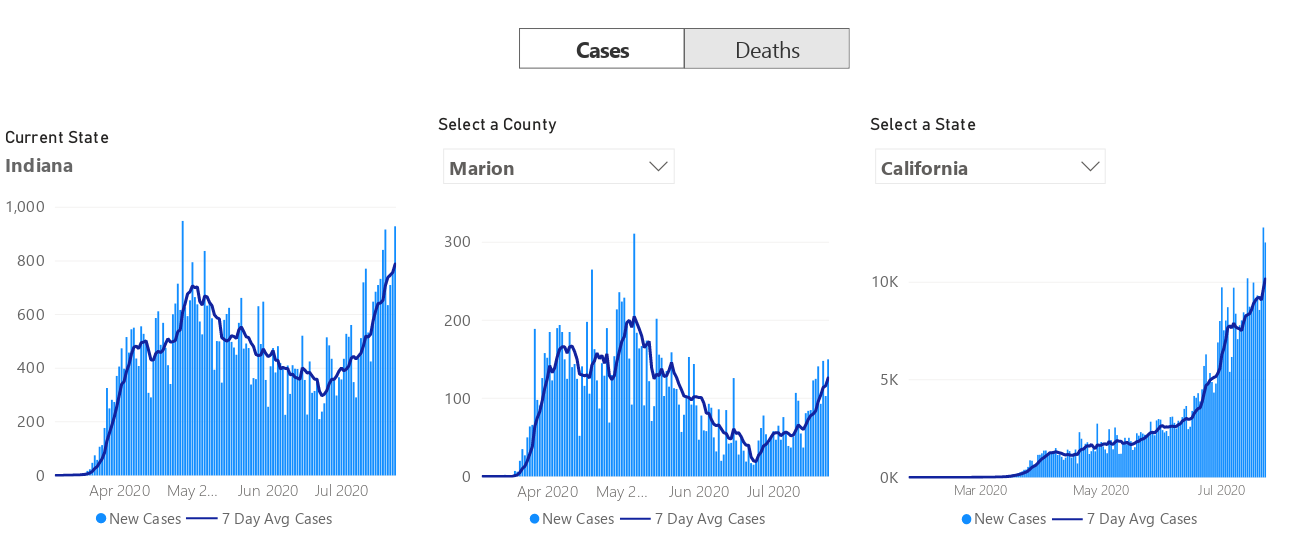 Cases Deaths
Current State
Indiana
1,000
800
600
400
200
0
Apr 2020 May 2... Jun 2020 Jul 2020
New Cases 7 Day Avg Cases
Select a County
Marion
300
200
100
0
Apr 2020 May 2... Jun 2020 Jul 2020
New Cases 7 Day Avg Cases
Select a State
California
10K
5K
0K
Mar 2020 May 2020 Jul 2020
New Cases 7 Day Avg Cases